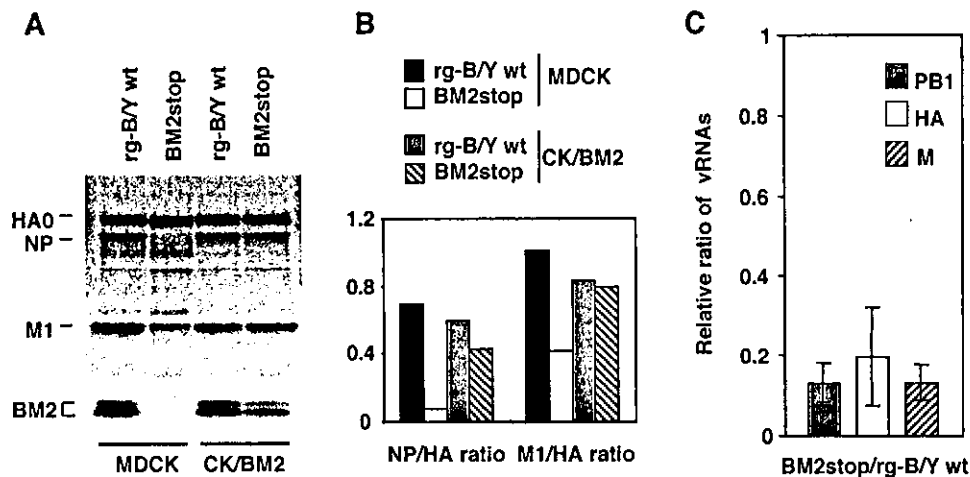 A
rg-B/Y wt
BM2stop
rg-B/Y wt
BM2stop
HA0
NP
M1
BM2
MDCK
CK/BM2
B
rg-B/Y wt
BM2stop
MDCK
rg-B/Y wt
BM2stop
CK/BM2
1.2
0.8
0.4
0
NP/HA ratio
M1/HA ratio
C
Relative ratio of vRNAs
1
0.8
0.6
0.4
0.2
0
PB1
HA
M
BM2stop/rg-B/Y wt